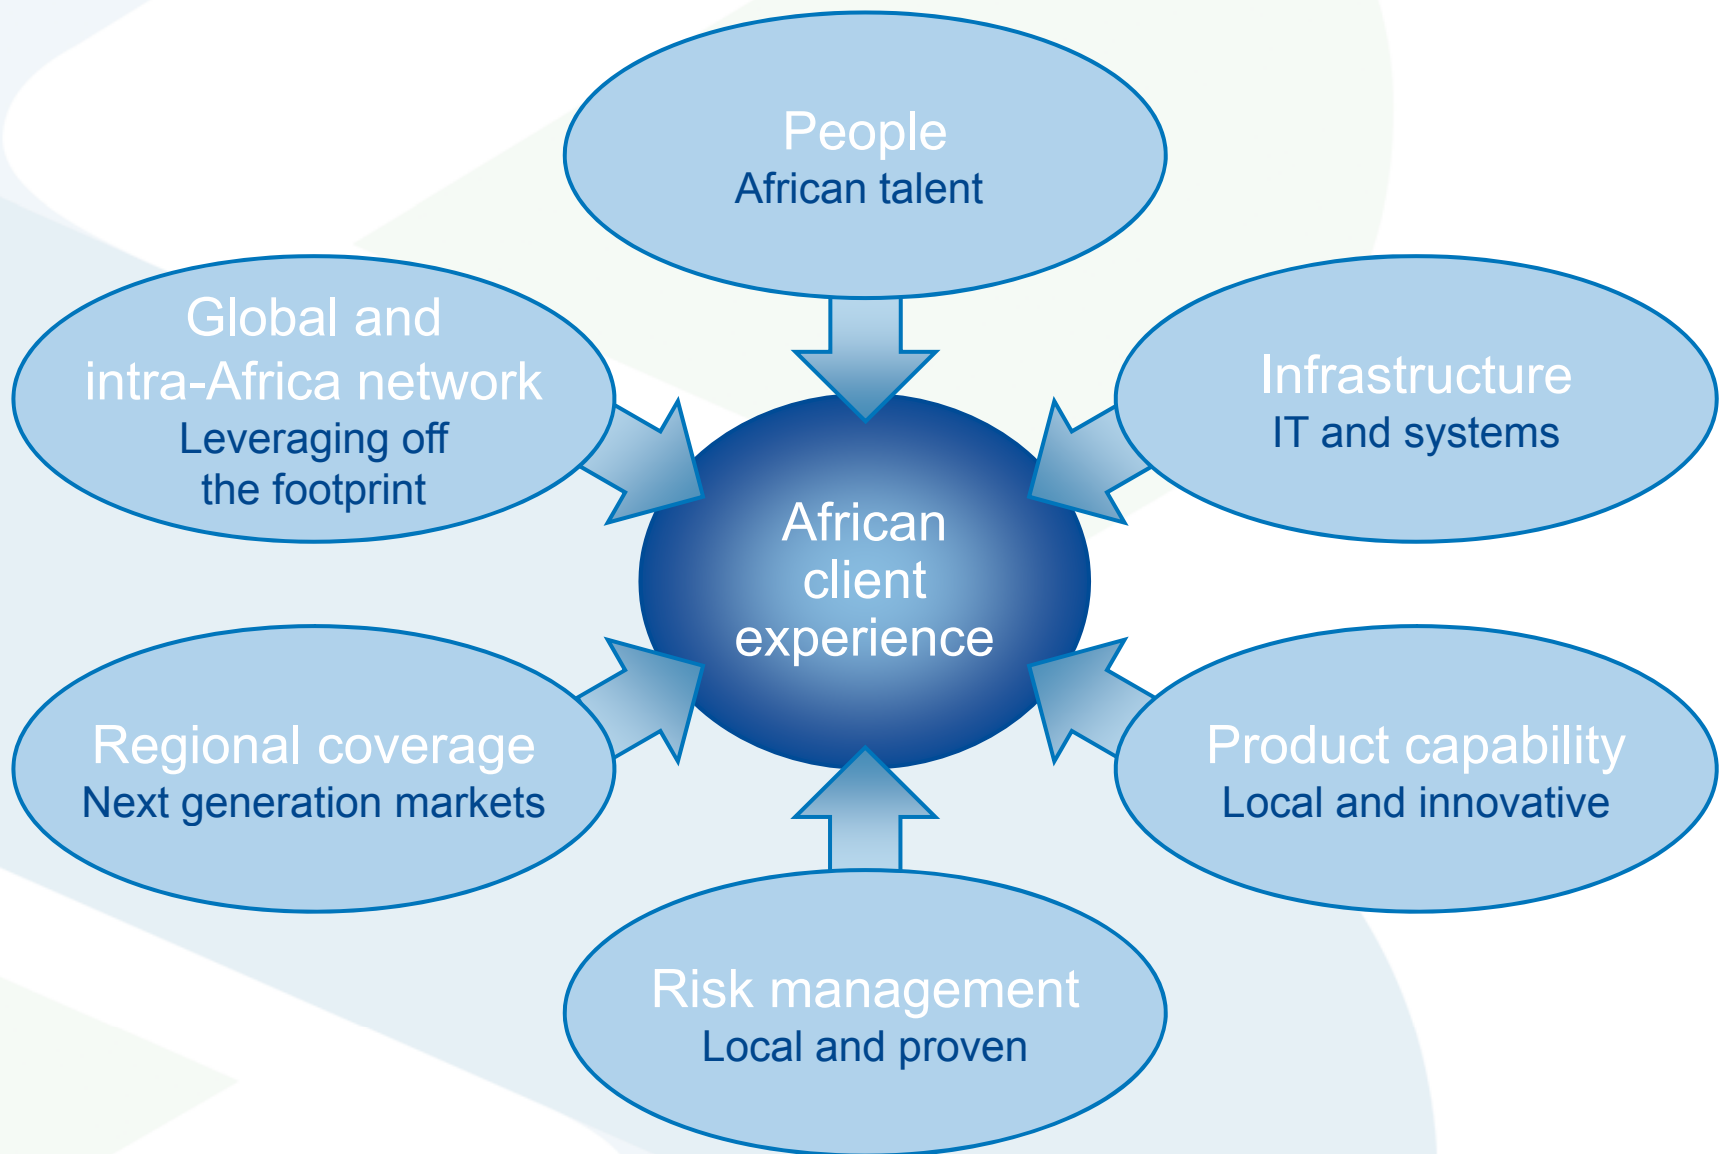 People
African talent
Global and
intra-Africa network
Leveraging off
the footprint
Infrastructure
IT and systems
African
client
experience
Regional coverage
Next generation markets
Product capability
Local and innovative
Risk management
Local and proven